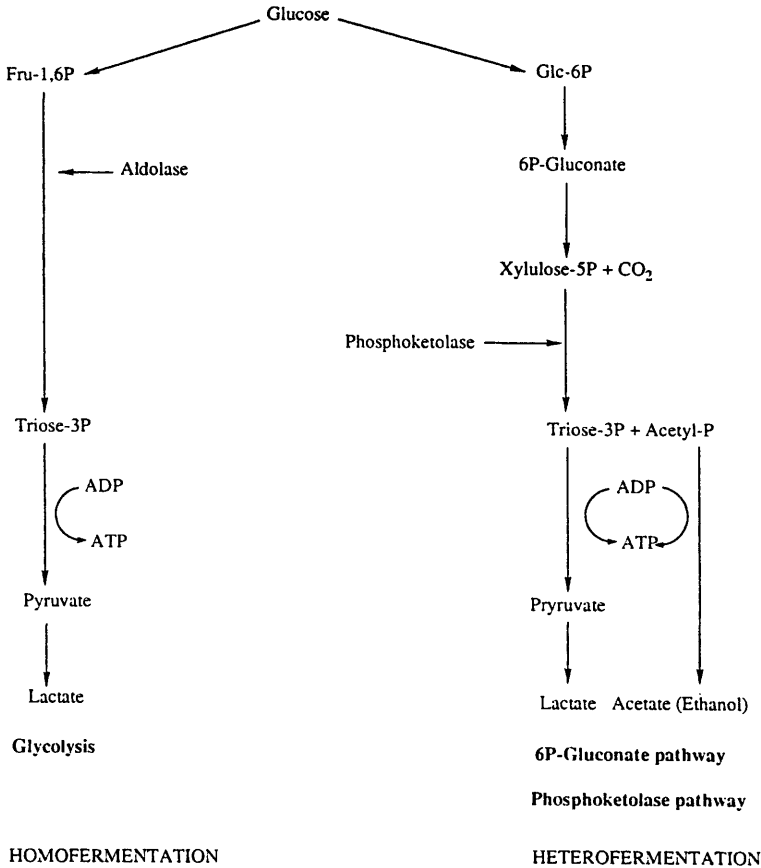 Glucose
Fru-1,6P
Glc-6P
Aldolase
6P-Gluconate
Xylulose-5P + CO2
Phosphoketolase
Triose-3P
Triose-3P + Acetyl-P
ADP
ADP
ATP
ATP
Pyruvate
Pryruvate
Lactate
Lactate Acetate (Ethanol)
Glycolysis
6P-Gluconate pathway
Phosphoketolase pathway
HOMOFERMENTATION
HETEROFERMENTATION